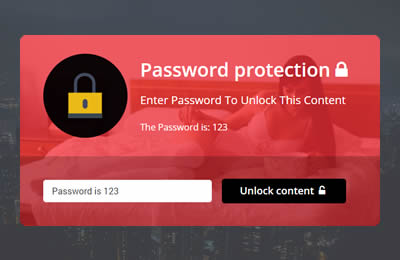 Password protection
Enter Password To Unlock This Content
The Password is: 123
Password is 123
Unlock content